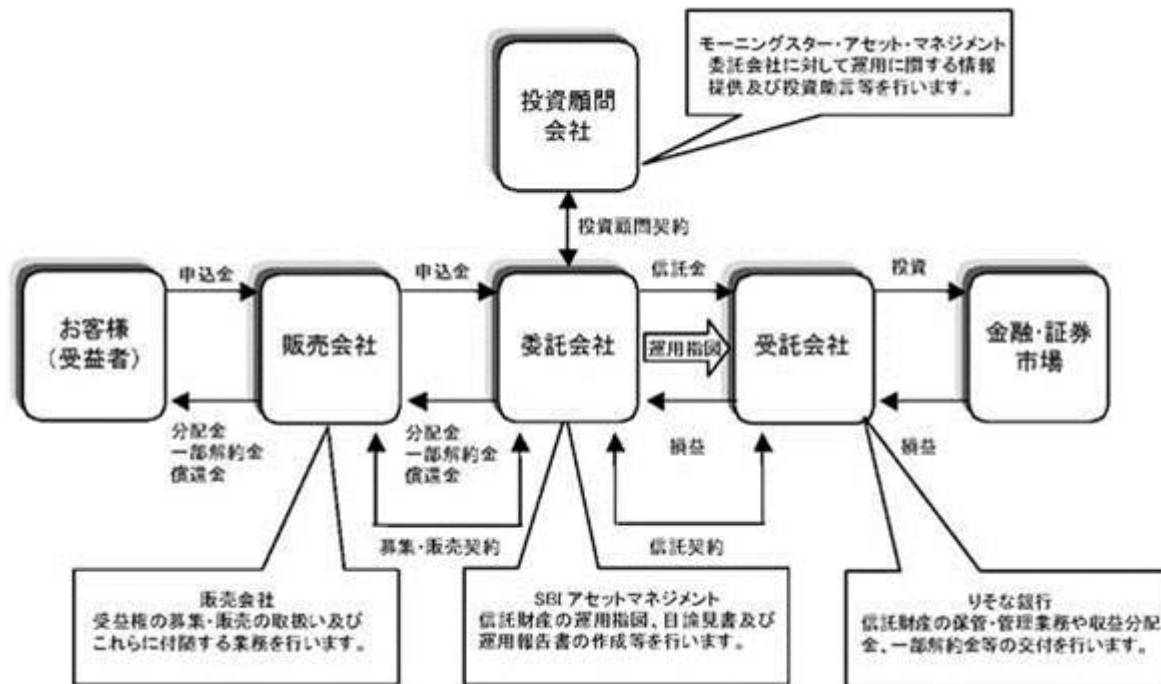 モーニングスター・アセット・マネジメント
委託会社に対して運用に関する情報
提供及び投資助言等を行います。
投資顧問
会社
投資顧問契約
申込金
申込金
信託金
投資
お客様
（受益者）
販売会社
委託会社
運用指図
受託会社
金融・証券
市場
分配金
一部解約金
償還金
分配金
一部解約金
償還金
損益
損益
募集・販売契約
信託契約
販売会社
受益権の募集・販売の取扱い及び
これらに付随する業務を行います。
SBIアセットマネジメント
信託財産の運用指図、目論見書及び
運用報告書の作成等を行います。
りそな銀行
信託財産の保管・管理業務や収益分配
金、一部解約金等の交付を行います。